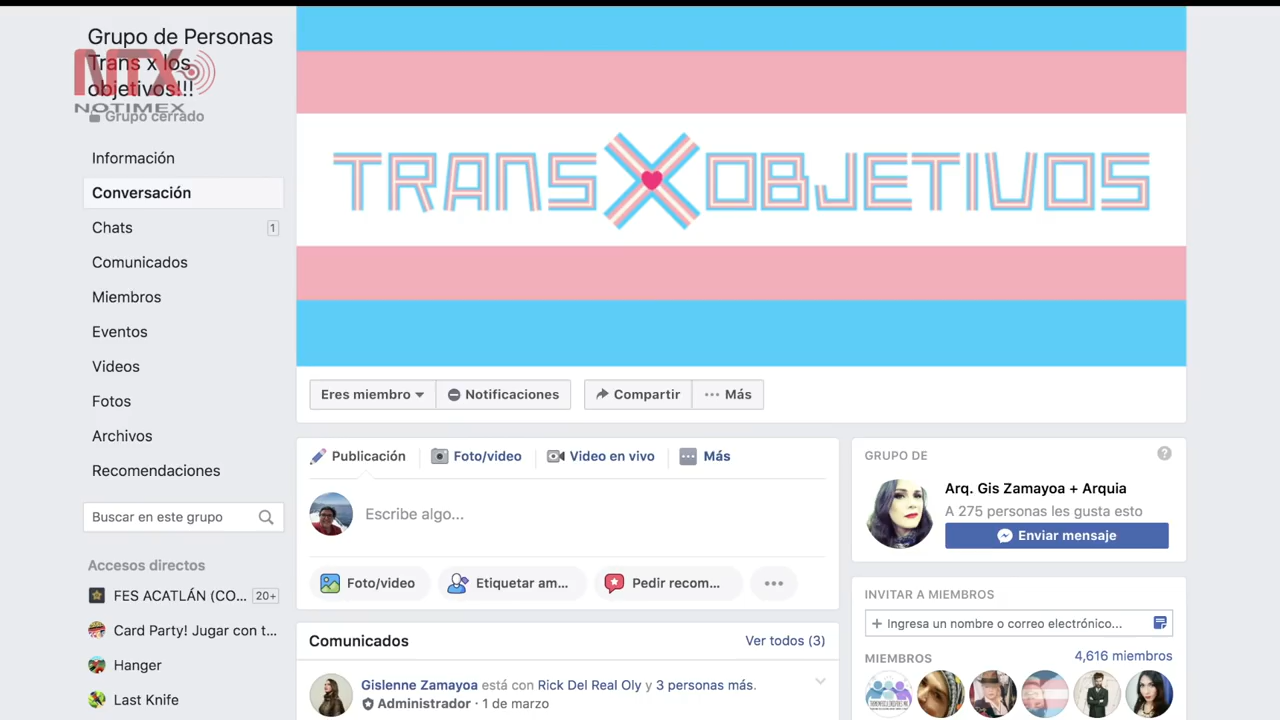 Grupo de Personas
Trans x los
objetivos!!!
NTX
NOTIMEX
Grupo cerrado
Información
Conversación
Chats
1
Comunicados
Miembros
Eventos
Videos
Fotos
Archivos
Recomendaciones
Buscar en este grupo
Accesos directos
FES ACATLÁN (CO...
20+
Card Party! Jugar con t...
Hanger
Last Knife
TRANSXOBJETIVOS
Eres miembro
Notificaciones
Compartir
Más
Publicación
Foto/video
Video en vivo
Más
Escribe algo...
Foto/video
Etiquetar am...
Pedir recom...
Comunicados
Ver todos (3)
Gislenne Zamayoa está con Rick Del Real Oly y 3 personas más.
Administrador · 1 de marzo
GRUPO DE
Arq. Gis Zamayoa + Arquia
A 275 personas les gusta esto
Enviar mensaje
INVITAR A MIEMBROS
+ Ingresa un nombre o correo electrónico...
MIEMBROS
4,616 miembros